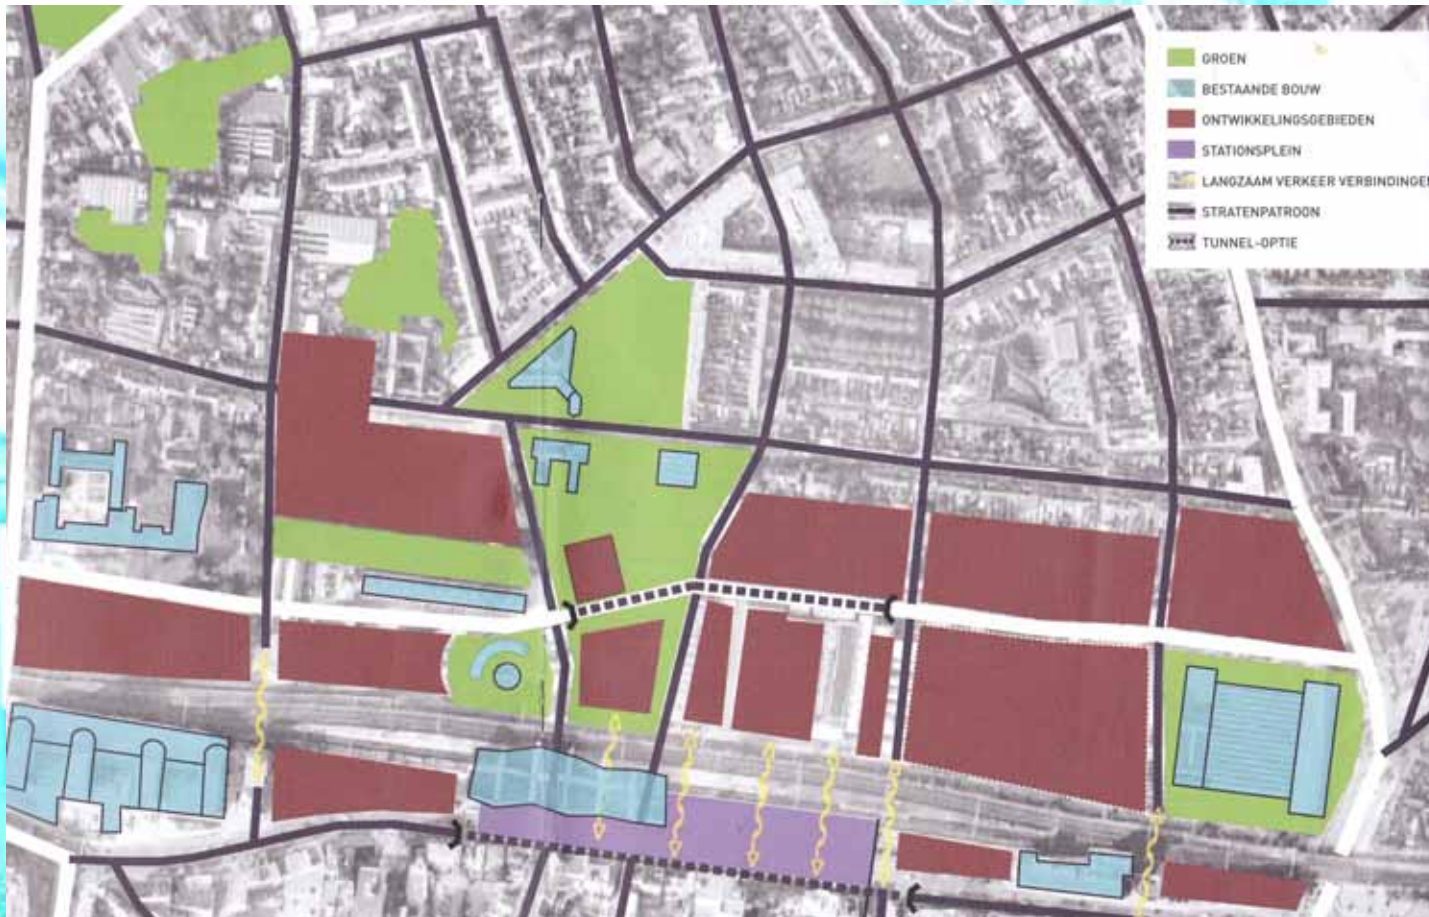 GROEN
BESTAANDE BOUW
ONTWIKKELINGSGEBIEDEN
STATIONSPLEIN
LANGZAAM VERKEER VERBINDINGEN
STRATENPATROON
TUNNEL-OPTIE